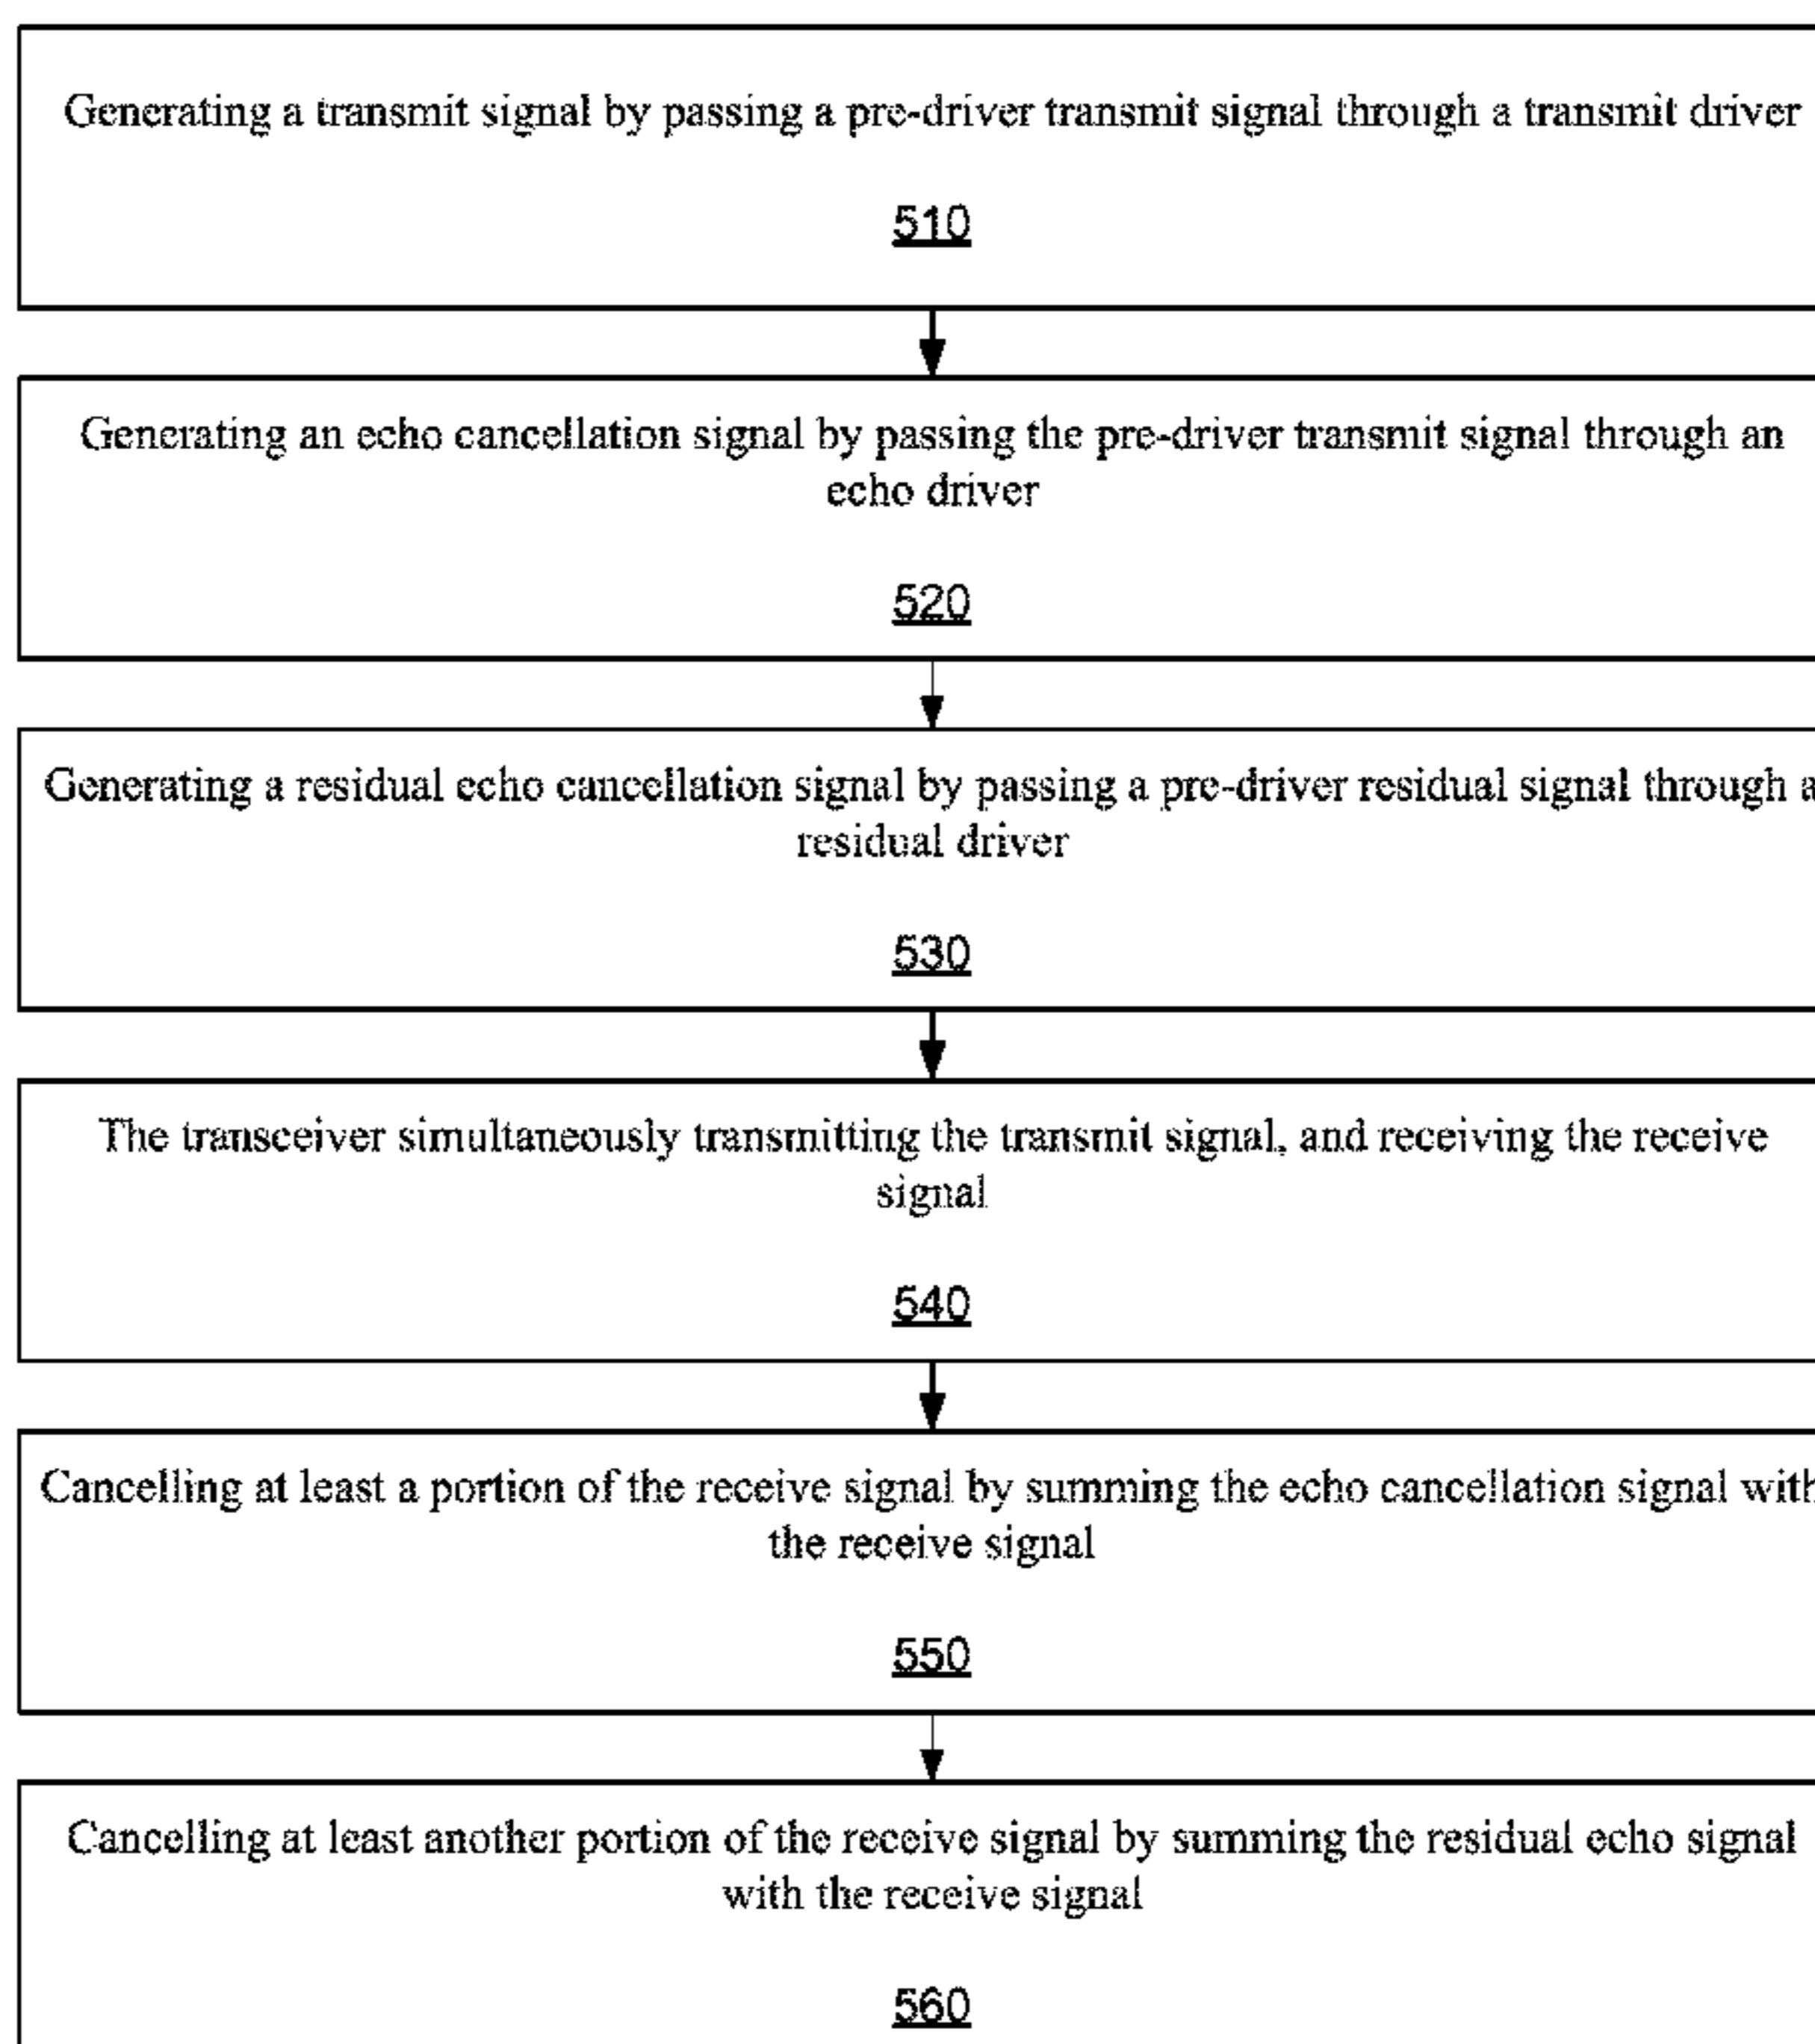 Generating a transmit signal by passing a pre-driver transmit signal through a transmit driver
510
Generating an echo cancellation signal by passing the pre-driver transmit signal through an
echo driver
520
Generating a residual echo cancellation signal by passing a pre-driver residual signal through a
residual driver
530
The transceiver simultaneously transmitting the transmit signal, and receiving the receive
signal
540
Cancelling at least a portion of the receive signal by summing the echo cancellation signal with
the receive signal
550
Cancelling at least another portion of the receive signal by summing the residual echo signal
with the receive signal
560